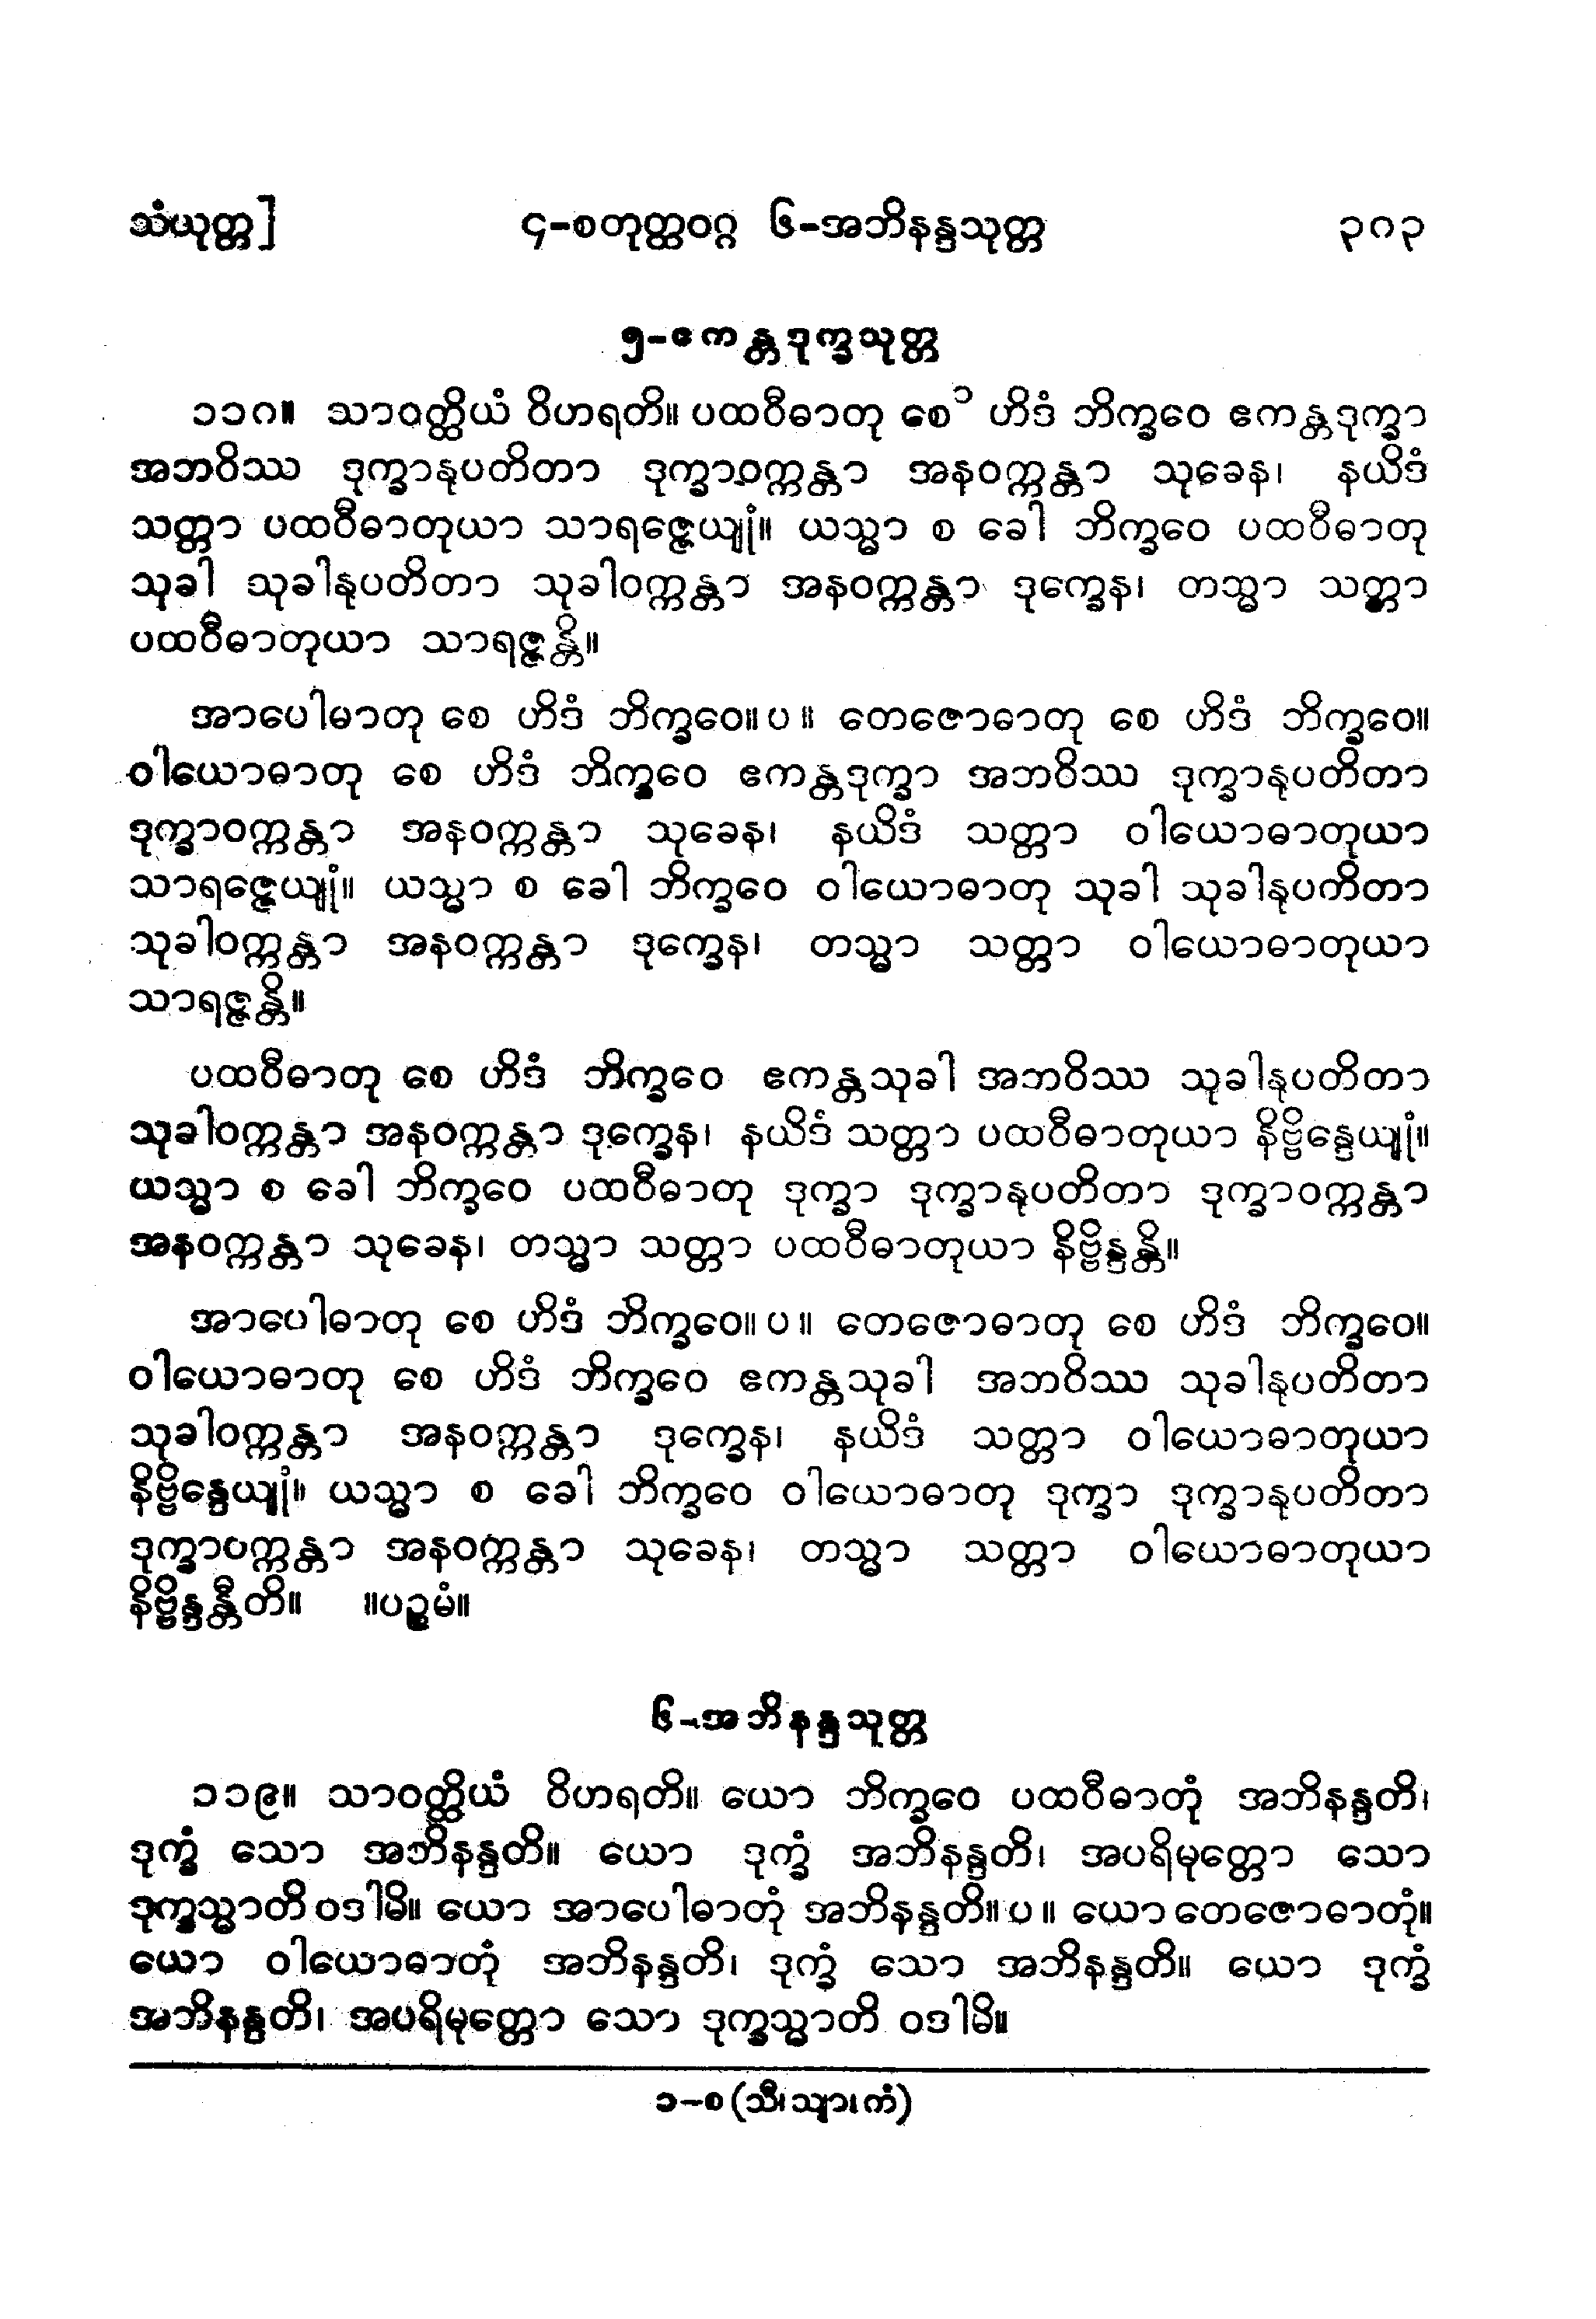 သံယုတ္တ]   ၄-စတုတ္ထဝဂ္ဂ ၆-အဘိနန္ဒသုတ္တ   ၃ဂ၃
၅-ဧကန္တဒုက္ခသုတ္တ
၁၁ဂ။ သာဝတ္ထိယံ ဝိဟရတိ။ ပထဝီဓာတု စေ ၁ ဟိဒံ ဘိက္ခဝေ ဧကန္တဒုက္ခာ
အဘဝိဿ ဒုက္ခာနုပတိတာ ဒုက္ခာဝက္ကန္တာ အနဝက္ကန္တာ သုခေန၊ နယိဒံ
သတ္တာ ပထဝီဓာတုယာ သာရဇ္ဇေယျုံ။ ယသ္မာ စ ခေါ ဘိက္ခဝေ ပထဝီဓာတု
သုခါ သုခါနုပတိတာ သုခါဝက္ကန္တာ အနဝက္ကန္တာ ဒုက္ခေန၊ တသ္မာ သတ္တာ
ပထဝီဓာတုယာ သာရဇ္ဇန္တိ။
အာပေါဓာတု စေ ဟိဒံ ဘိက္ခဝေ။ပ။ တေဇောဓာတု စေ ဟိဒံ ဘိက္ခဝေ။
ဝါယောဓာတု စေ ဟိဒံ ဘိက္ခဝေ ဧကန္တဒုက္ခာ အဘဝိဿ ဒုက္ခာနုပတိတာ
ဒုက္ခာဝက္ကန္တာ အနဝက္ကန္တာ သုခေန၊ နယိဒံ သတ္တာ ဝါယောဓာတုယာ
သာရဇ္ဇေယျုံ။ ယသ္မာ စ ခေါ ဘိက္ခဝေ ဝါယောဓာတု သုခါ သုခါနုပတိတာ
သုခါဝက္ကန္တာ အနဝက္ကန္တာ ဒုက္ခေန၊ တသ္မာ သတ္တာ ဝါယောဓာတုယာ
သာရဇ္ဇန္တိ။
ပထဝီဓာတု စေ ဟိဒံ ဘိက္ခဝေ ဧကန္တသုခါ အဘဝိဿ သုခါနုပတိတာ
သုခါဝက္ကန္တာ အနဝက္ကန္တာ ဒုက္ခေန၊ နယိဒံ သတ္တာ ပထဝီဓာတုယာ နိဗ္ဗိန္ဒေယျုံ။
ယသ္မာ စ ခေါ ဘိက္ခဝေ ပထဝီဓာတု ဒုက္ခာ ဒုက္ခာနုပတိတာ ဒုက္ခာဝက္ကန္တာ
အနဝက္ကန္တာ သုခေန၊ တသ္မာ သတ္တာ ပထဝီဓာတုယာ နိဗ္ဗိန္ဒန္တိ။
အာပေါဓာတု စေ ဟိဒံ ဘိက္ခဝေ။ပ။ တေဇောဓာတု စေ ဟိဒံ ဘိက္ခဝေ။
ဝါယောဓာတု စေ ဟိဒံ ဘိက္ခဝေ ဧကန္တသုခါ အဘဝိဿ သုခါနုပတိတာ
သုခါဝက္ကန္တာ အနဝက္ကန္တာ ဒုက္ခေန၊ နယိဒံ သတ္တာ ဝါယောဓာတုယာ
နိဗ္ဗိန္ဒေယျုံ။ ယသ္မာ စ ခေါ ဘိက္ခဝေ ဝါယောဓာတု ဒုက္ခာ ဒုက္ခာနုပတိတာ
ဒုက္ခာဝက္ကန္တာ အနဝက္ကန္တာ သုခေန၊ တသ္မာ သတ္တာ ဝါယောဓာတုယာ
နိဗ္ဗိန္ဒန္တီတိ။ ။ပဉ္စမံ။
၆-အဘိနန္ဒသုတ္တ
၁၁၉။ သာဝတ္ထိယံ ဝိဟရတိ။ ယော ဘိက္ခဝေ ပထဝီဓာတုံ အဘိနန္ဒတိ၊
ဒုက္ခံ သော အဘိနန္ဒတိ။ ယော ဒုက္ခံ အဘိနန္ဒတိ၊ အပရိမုတ္တော သော
ဒုက္ခသ္မာတိ ဝဒါမိ။ ယော အာပေါဓာတုံ အဘိနန္ဒတိ။ပ။ ယော တေဇောဓာတုံ။
ယော ဝါယောဓာတုံ အဘိနန္ဒတိ၊ ဒုက္ခံ သော အဘိနန္ဒတိ။ ယော ဒုက္ခံ
အဘိနန္ဒတိ၊ အပရိမုတ္တော သော ဒုက္ခသ္မာတိ ဝဒါမိ။
၁-စ (သီ၊သျာ၊ကံ)